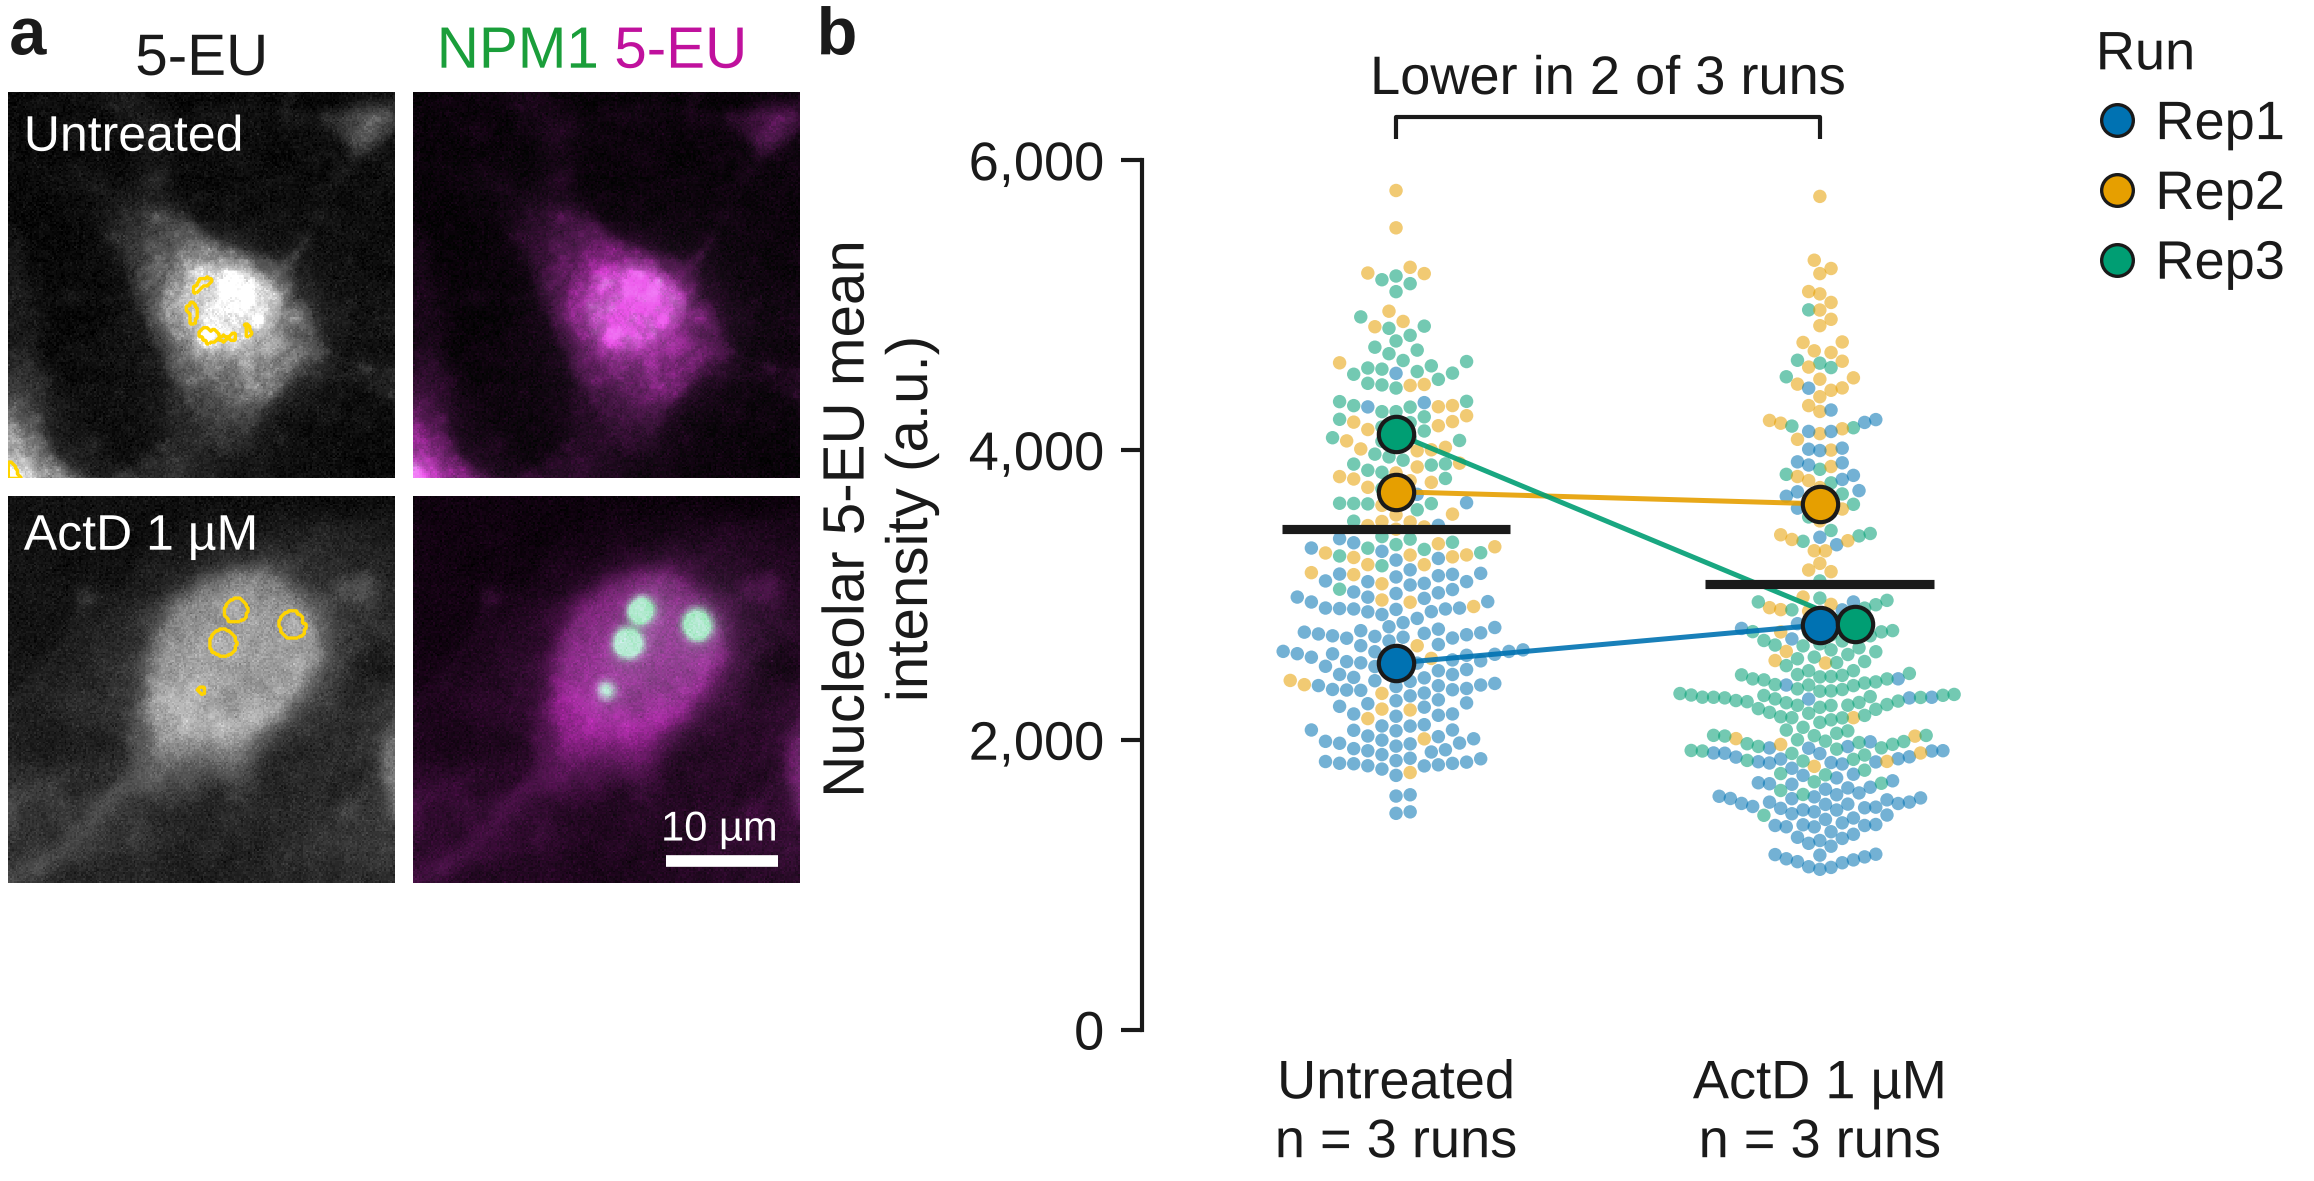 a
5-EU
NPM1 5-EU
Untreated
ActD 1 µM
10 µm
b
Lower in 2 of 3 runs
Nucleolar 5-EU mean
intensity (a.u.)
6,000
4,000
2,000
0
Untreated
n = 3 runs
ActD 1 µM
n = 3 runs
Run
Rep1
Rep2
Rep3